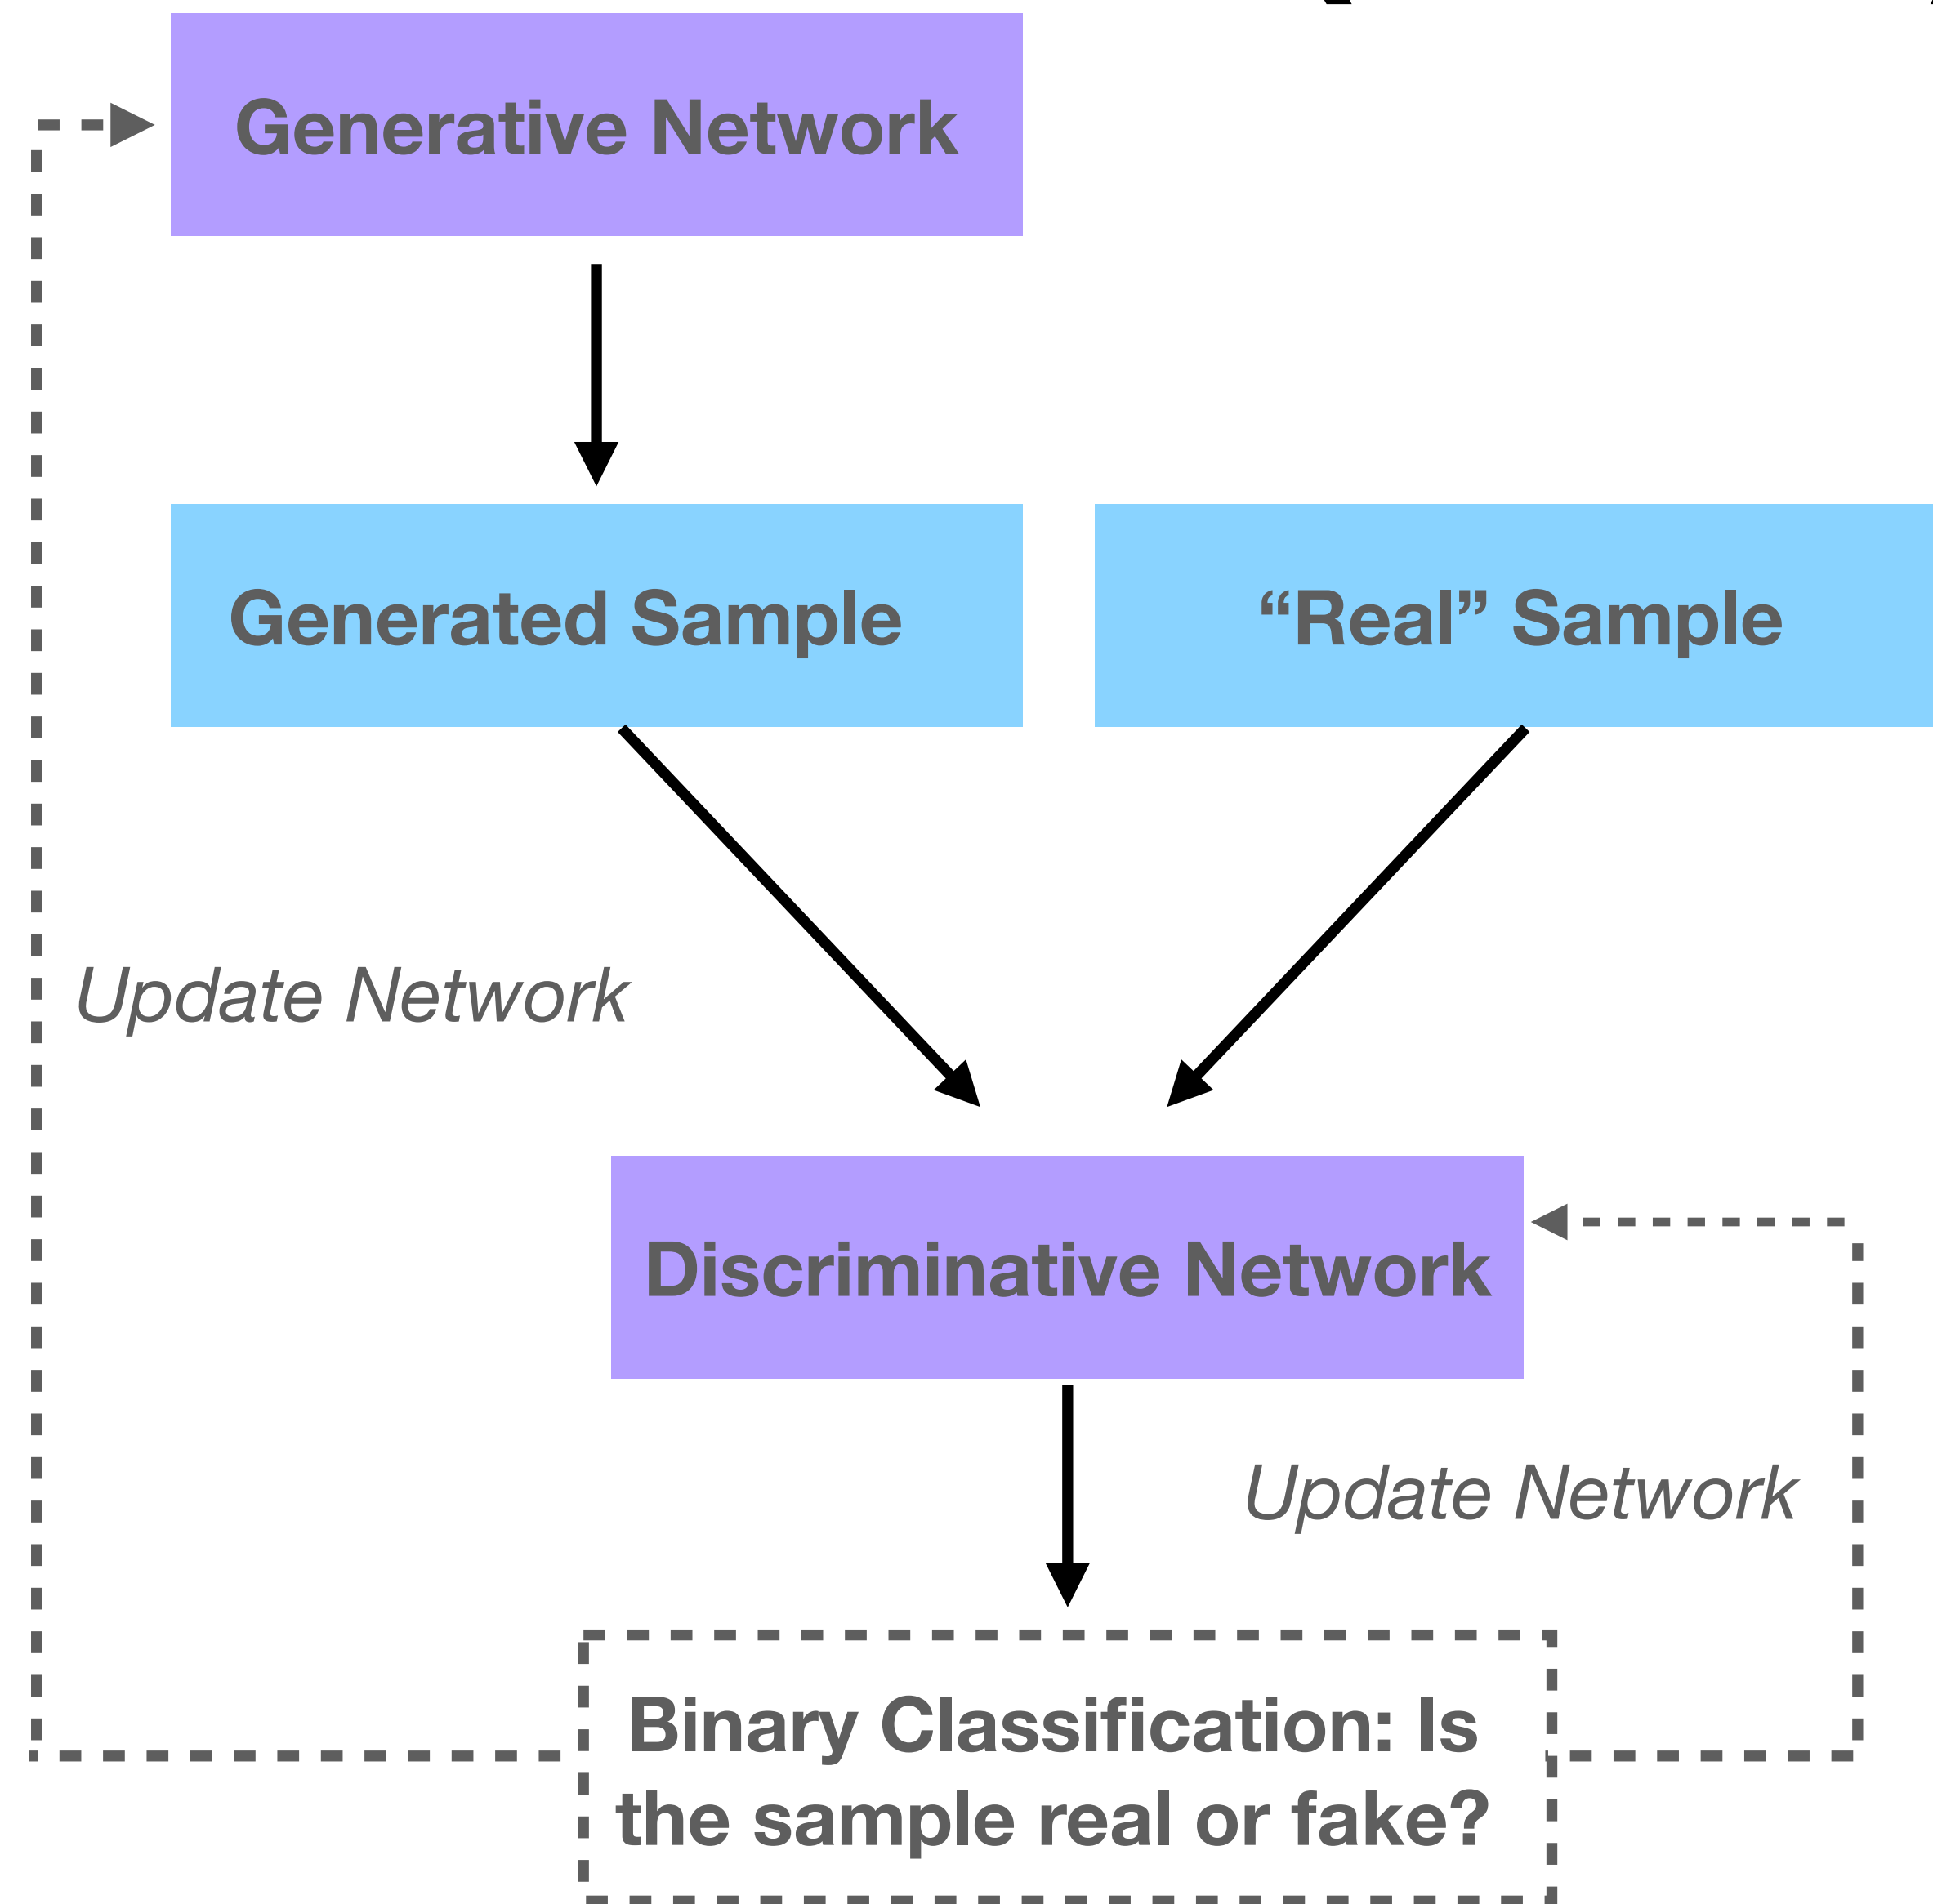 Generative Network
Generated Sample
“Real” Sample
Update Network
Discriminative Network
Update Network
Binary Classification: Is
the sample real or fake?